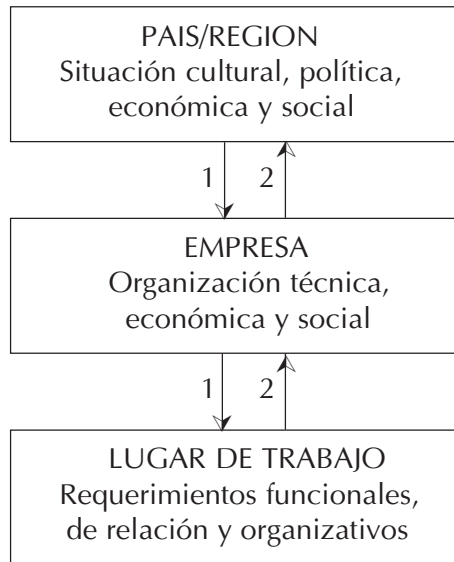 PAIS/REGION
Situación cultural, política,
económica y social
1 2
EMPRESA
Organización técnica,
económica y social
1 2
LUGAR DE TRABAJO
Requerimientos funcionales,
de relación y organizativos